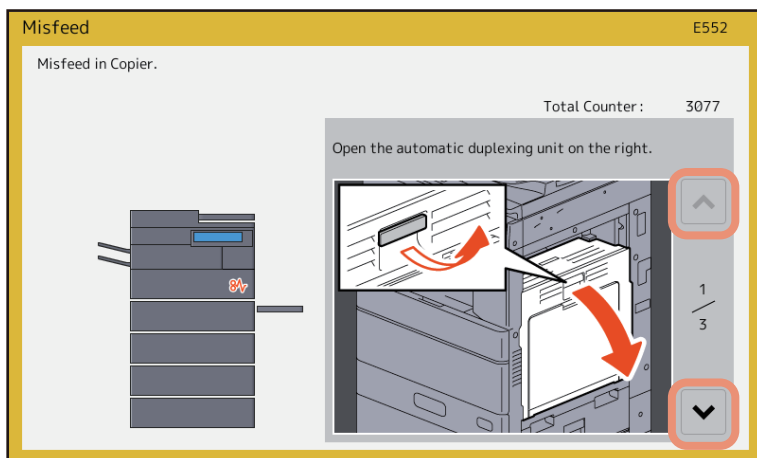 Misfeed
E552
Misfeed in Copier.
Total Counter: 3077
Open the automatic duplexing unit on the right.
1
3